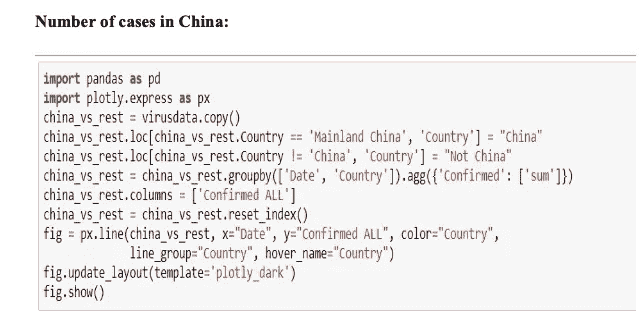 Number of cases in China:
import pandas as pd
import plotly.express as px
china_vs_rest = virusdata.copy()
china_vs_rest.loc[china_vs_rest.Country == 'Mainland China', 'Country'] = "China"
china_vs_rest.loc[china_vs_rest.Country != 'China', 'Country'] = "Not China"
china_vs_rest = china_vs_rest.groupby(['Date', 'Country']).agg({'Confirmed': ['sum']})
china_vs_rest.columns = ['Confirmed ALL']
china_vs_rest = china_vs_rest.reset_index()
fig = px.line(china_vs_rest, x="Date", y="Confirmed ALL", color="Country",
line_group="Country", hover_name="Country")
fig.update_layout(template='plotly_dark')
fig.show()